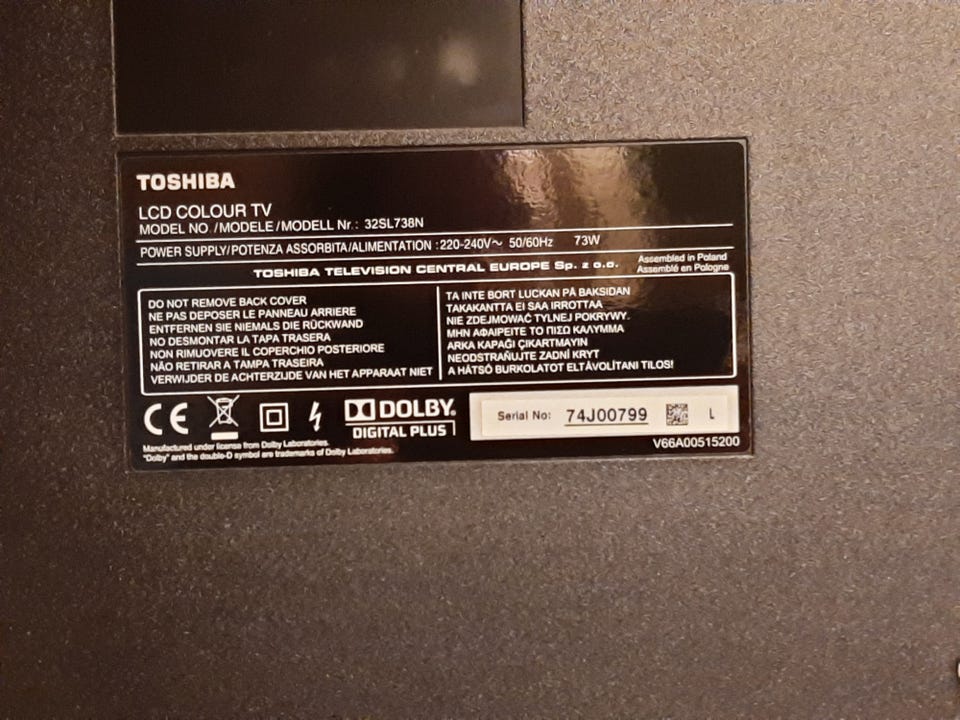 TOSHIBA
LCD COLOUR TV
MODEL NO./MODELE/MODELL Nr.: 32SL738N
POWER SUPPLY/POTENZA ASSORBITA/ALIMENTATION : 220-240V~ 50/60Hz 73W
TOSHIBA TELEVISION CENTRAL EUROPE Sp. z o.o.
Assembled in Poland
Assemblé en Pologne
DO NOT REMOVE BACK COVER
NE PAS DEPOSER LE PANNEAU ARRIERE
ENTFERNEN SIE NIEMALS DIE RÜCKWAND
NO DESMONTAR LA TAPA TRASERA
NON RIMUOVERE IL COPERCHIO POSTERIORE
NÃO RETIRAR A TAMPA TRASEIRA
VERWIJDER DE ACHTERZIJDE VAN HET APPARAAT NIET
TA INTE BORT LUCKAN PÅ BAKSIDAN
TAKAKANTTA EI SAA IRROTTAA
NIE ZDEJMOWAĆ TYLNEJ POKRYWY.
ΜΗΝ ΑΦΑΙΡΕΙΤΕ ΤΟ ΠΙΣΩ ΚΑΛΥΜΜΑ
ARKA KAPAĞI ÇIKARTMAYIN
NEODSTRAŇUJTE ZADNÍ KRYT
A HÁTSÓ BURKOLATOT ELTÁVOLÍTANI TILOS!
CE
DOLBY
DIGITAL PLUS
Serial No: 74J00799 L
Manufactured under license from Dolby Laboratories.
"Dolby" and the double-D symbol are trademarks of Dolby Laboratories.
V66A00515200